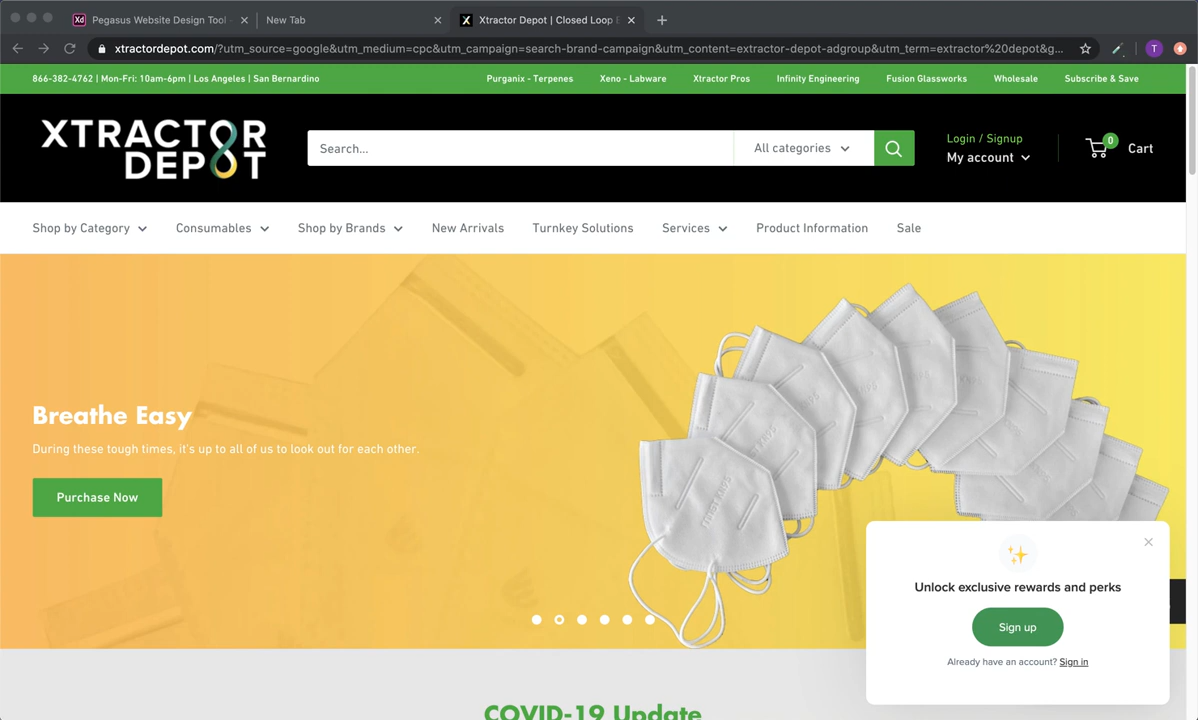 Pegasus Website Design Tool
New Tab
Xtractor Depot | Closed Loop E
xtractordepot.com/?utm_source=google&utm_medium=cpc&utm_campaign=search-brand-campaign&utm_content=extractor-depot-adgroup&utm_term=extractor%20depot&g...
T
866-382-4762 | Mon-Fri: 10am-6pm | Los Angeles | San Bernardino
Purganix - Terpenes
Xeno - Labware
Xtractor Pros
Infinity Engineering
Fusion Glassworks
Wholesale
Subscribe & Save
XTRACTOR
DEPOT
Search...
All categories
Login / Signup
My account
0
Cart
Shop by Category
Consumables
Shop by Brands
New Arrivals
Turnkey Solutions
Services
Product Information
Sale
Breathe Easy
During these tough times, it's up to all of us to look out for each other.
Purchase Now
Unlock exclusive rewards and perks
Sign up
Already have an account? Sign in
COVID-19 Update